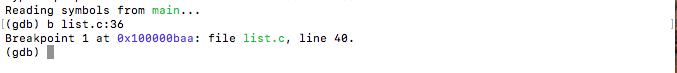 Reading symbols from main...
[(gdb) b list.c:36 ]
Breakpoint 1 at 0x100000baa: file list.c, line 40.
(gdb)